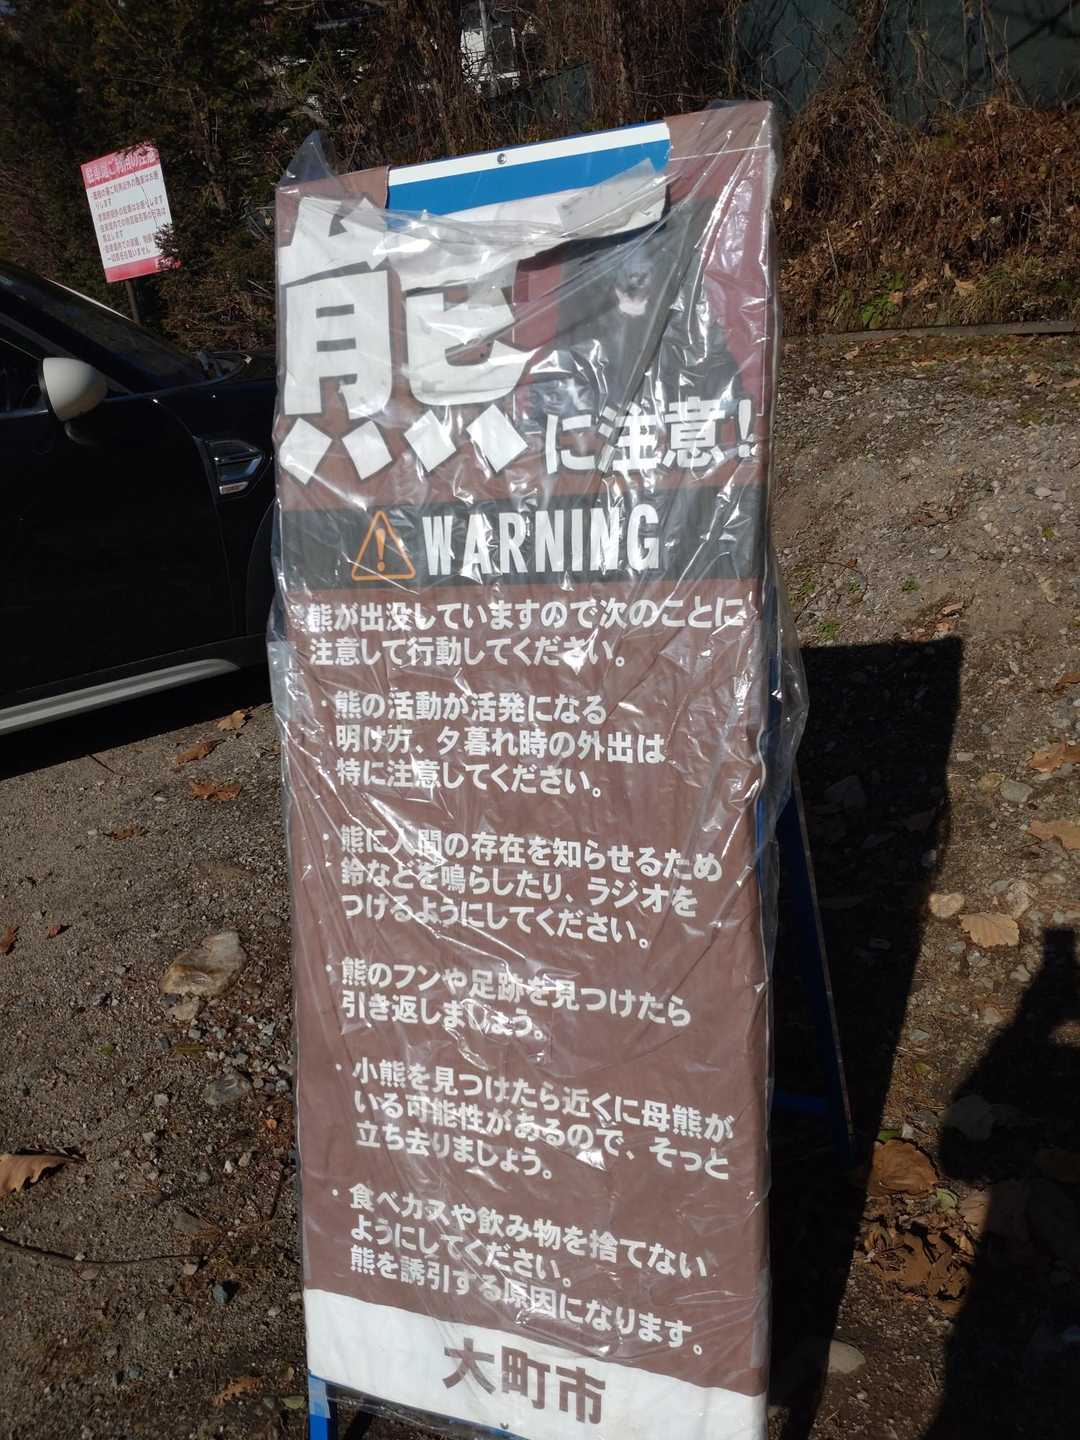 熊
に注意!
WARNING
熊が出没していますので次のことに
注意して行動してください。
・熊の活動が活発になる
明け方、夕暮れ時の外出は
特に注意してください。
・熊に人間の存在を知らせるため
鈴などを鳴らしたり、ラジオを
つけるようにしてください。
・熊のフンや足跡を見つけたら
引き返しましょう。
・小熊を見つけたら近くに母熊が
いる可能性があるので、そっと
立ち去りましょう。
・食べカスや飲み物を捨てない
ようにしてください。
熊を誘引する原因になります。
大町市